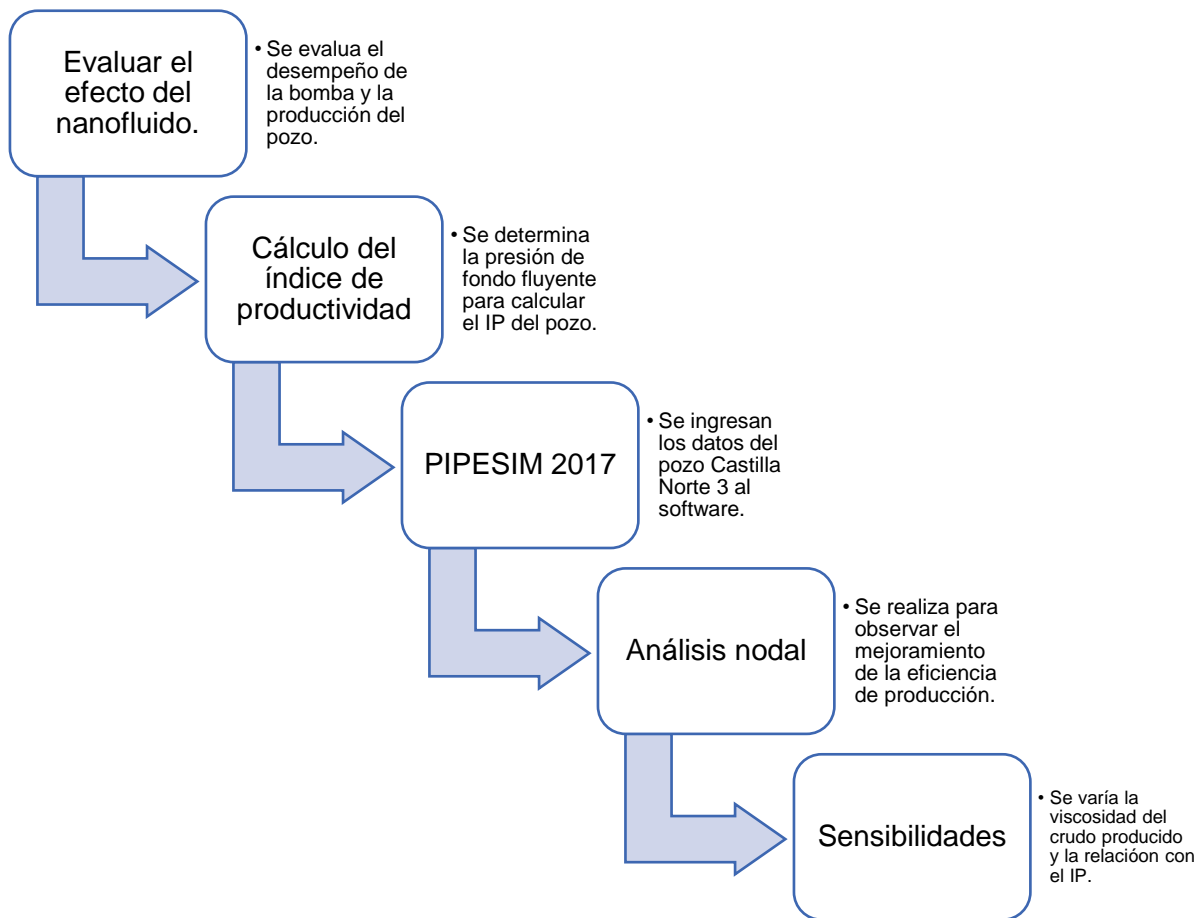 Evaluar el
efecto del
nanofluido.
• Se evalua el
desempeño de
la bomba y la
producción del
pozo.
Cálculo del
índice de
productividad
• Se determina
la presión de
fondo fluyente
para calcular
el IP del pozo.
PIPESIM 2017
• Se ingresan
los datos del
pozo Castilla
Norte 3 al
software.
Análisis nodal
• Se realiza para
observar el
mejoramiento
de la eficiencia
de producción.
Sensibilidades
• Se varía la
viscosidad del
crudo producido
y la relacióon con
el IP.